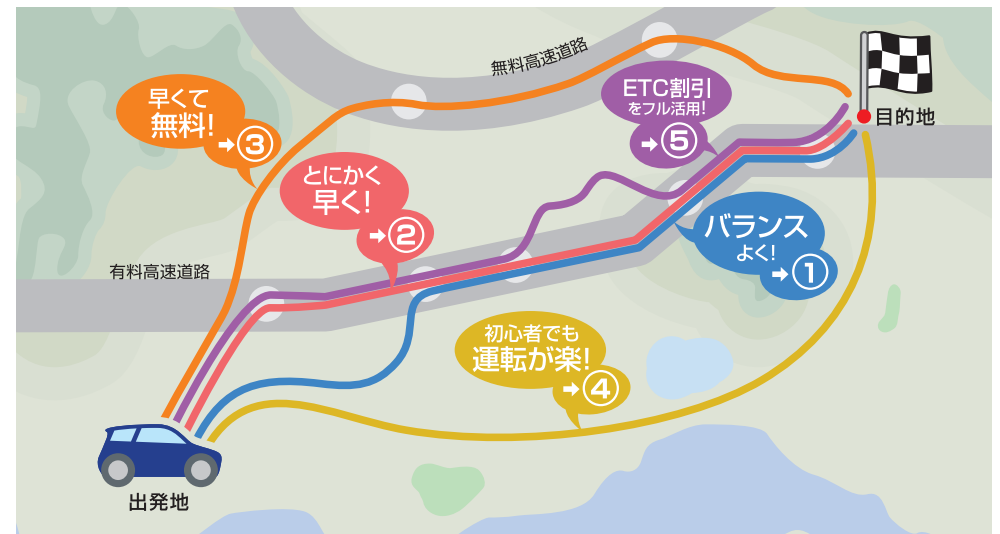 無料高速道路
ETC割引
をフル活用!
➡⑤
早くて
無料!
➡③
目的地
とにかく
早く!
➡②
バランス
よく!
➡①
有料高速道路
初心者でも
運転が楽!
➡④
出発地